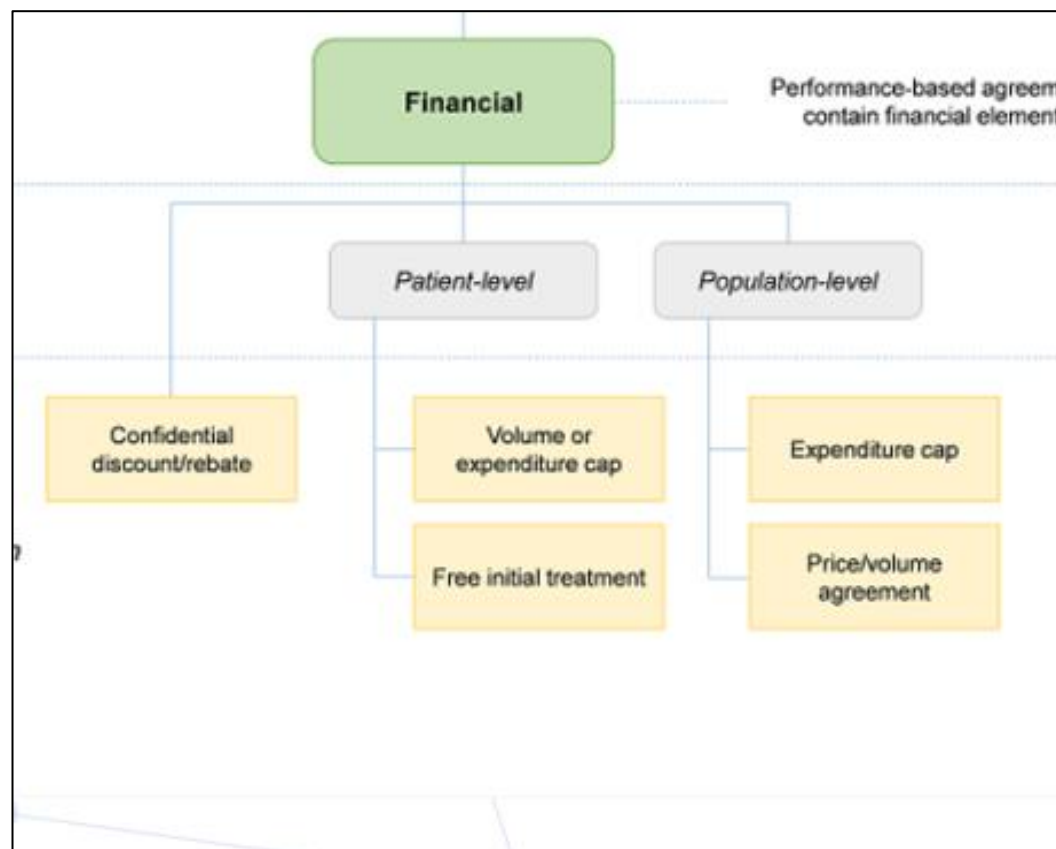 Financial
Performance-based agreem
contain financial element
Patient-level
Population-level
Confidential
discount/rebate
Volume or
expenditure cap
Expenditure cap
Free initial treatment
Price/volume
agreement